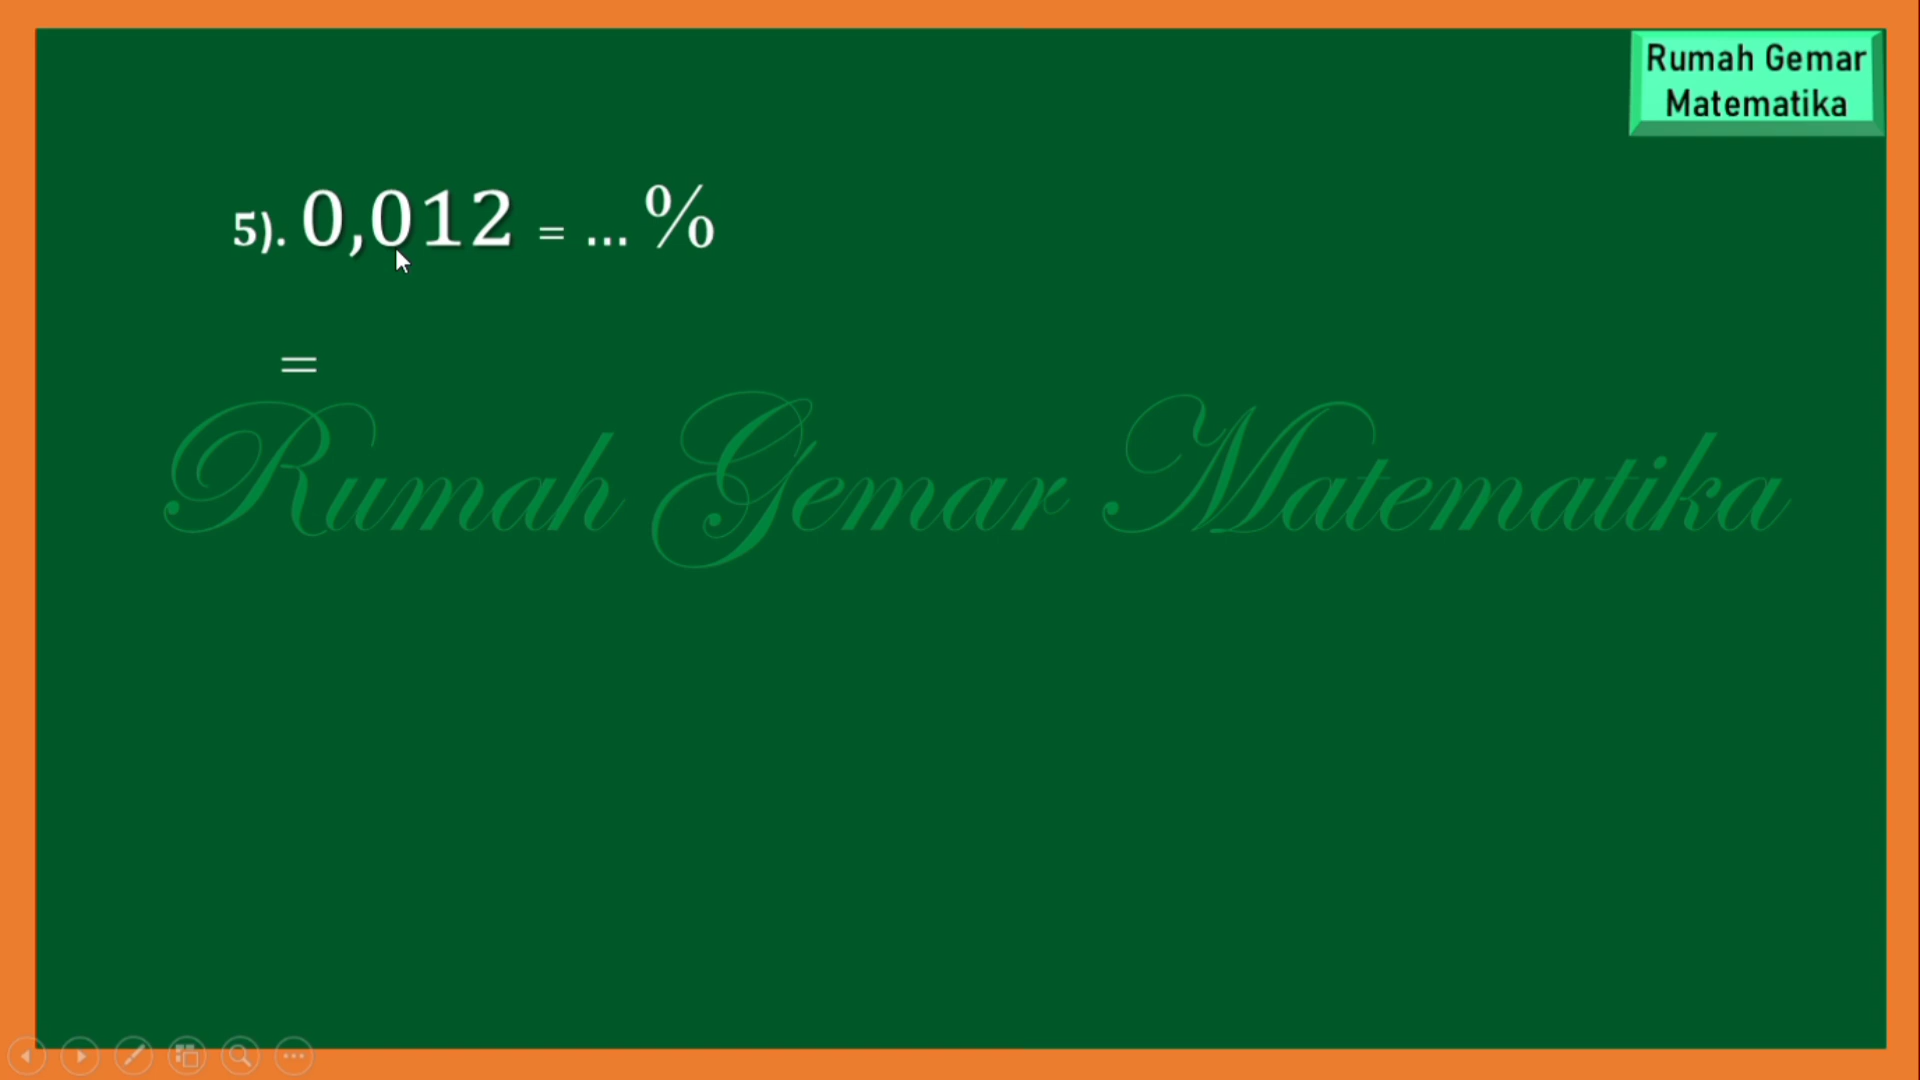 Rumah Gemar
Matematika
5). 0,012 = ... %
=
Rumah Gemar Matematika